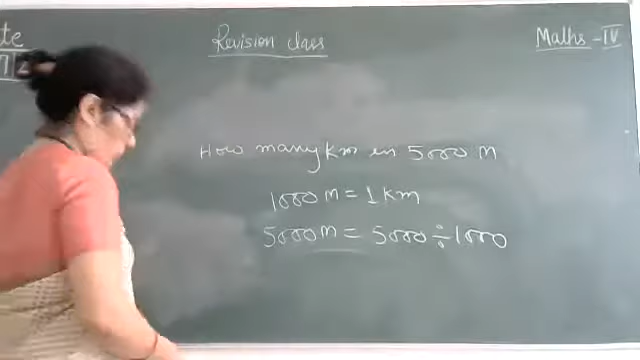 Revision class
Maths - IV
How many km in 5000 M
1000 M = 1 km
5000 M = 5000 ÷ 1000